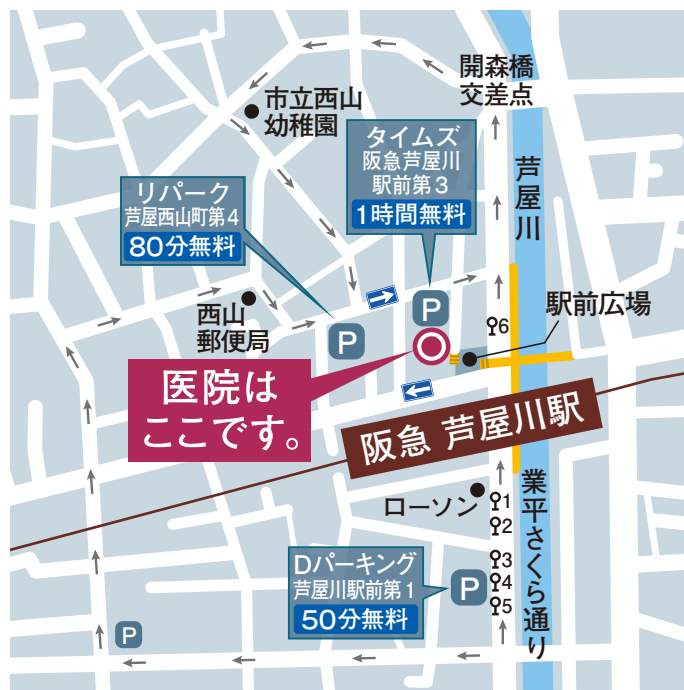 開森橋
交差点
市立西山
幼稚園
タイムズ
阪急芦屋川
駅前第3
1時間無料
芦屋川
リパーク
芦屋西山町第4
80分無料
P
P
西山
郵便局
6
駅前広場
医院は
ここです。
阪急 芦屋川駅
ローソン
1
2
3
4
5
業平さくら通り
Dパーキング
芦屋川駅前第1
50分無料
P
P